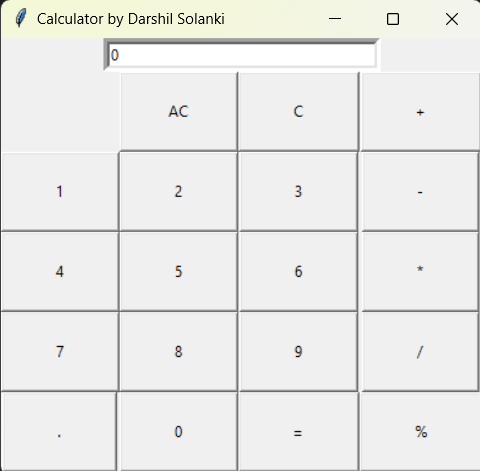 Calculator by Darshil Solanki
0
AC C +
1 2 3 -
4 5 6 *
7 8 9 /
. 0 = %